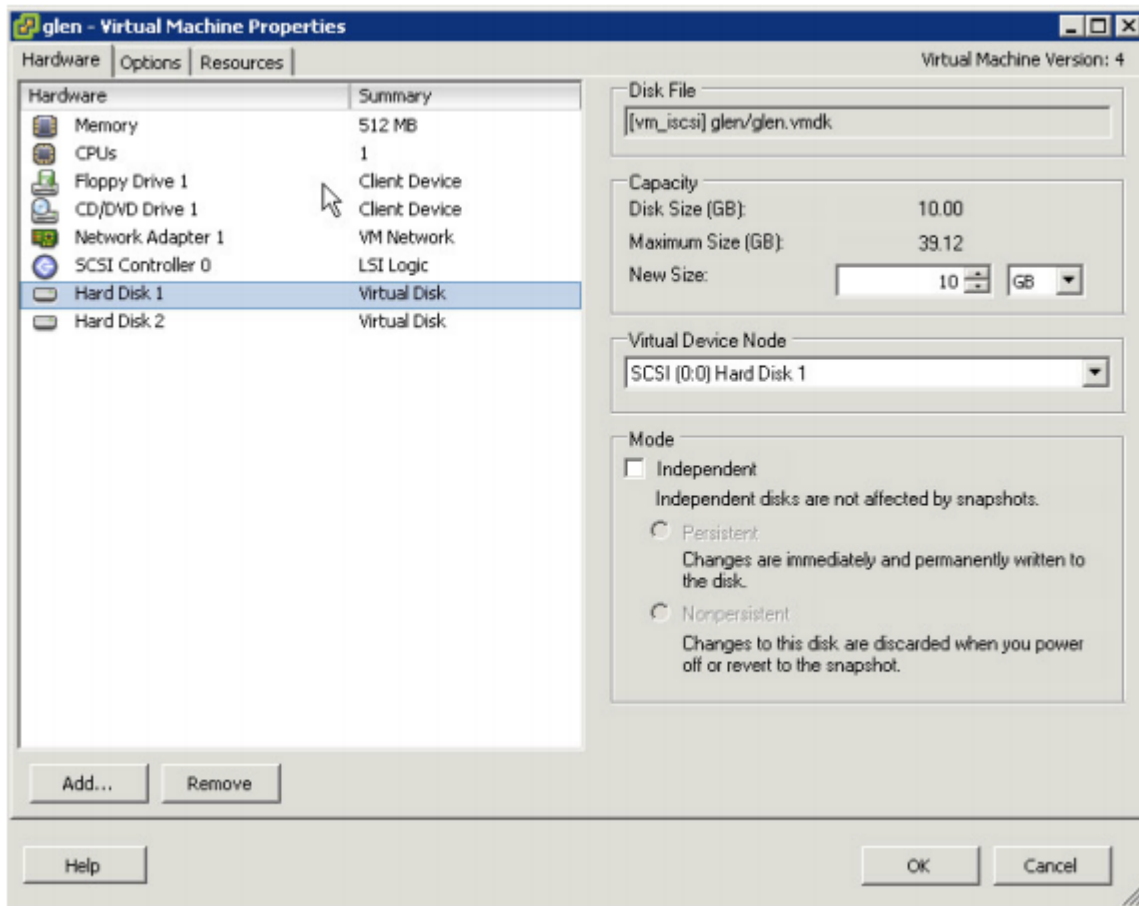 glen - Virtual Machine Properties
Hardware Options Resources Virtual Machine Version: 4
Hardware Summary
Memory 512 MB
CPUs 1
Floppy Drive 1 Client Device
CD/DVD Drive 1 Client Device
Network Adapter 1 VM Network
SCSI Controller 0 LSI Logic
Hard Disk 1 Virtual Disk
Hard Disk 2 Virtual Disk
Add... Remove
Disk File
[vm_iscsi] glen/glen.vmdk
Capacity
Disk Size (GB): 10.00
Maximum Size (GB): 39.12
New Size: 10 GB
Virtual Device Node
SCSI (0:0) Hard Disk 1
Mode
Independent
Independent disks are not affected by snapshots.
Persistent
Changes are immediately and permanently written to
the disk.
Nonpersistent
Changes to this disk are discarded when you power
off or revert to the snapshot.
Help OK Cancel